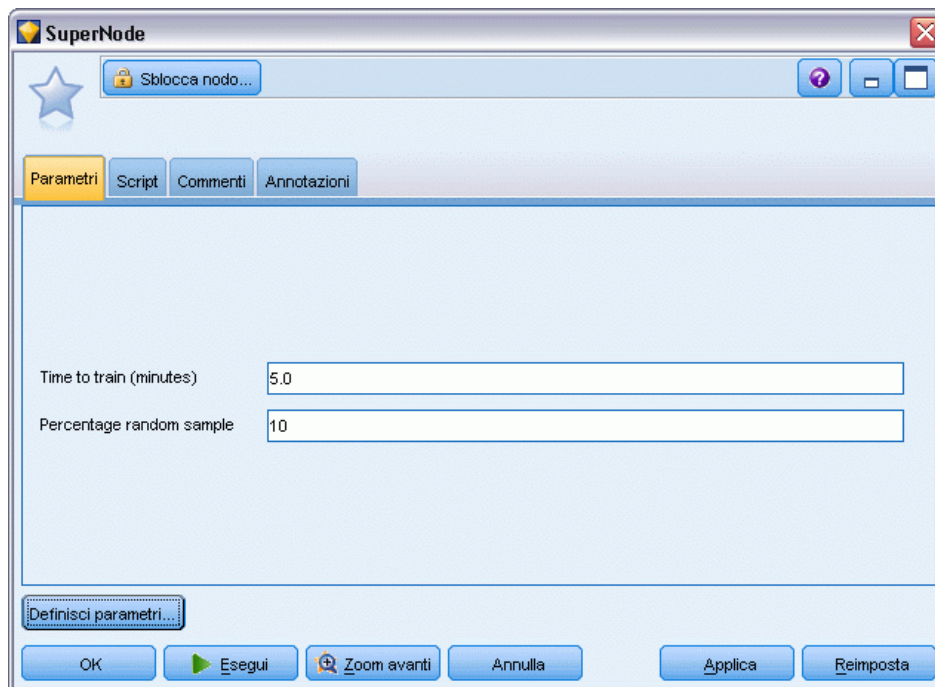 SuperNode
Sblocca nodo...
?
Parametri Script Commenti Annotazioni
Time to train (minutes) 5.0
Percentage random sample 10
Definisci parametri...
OK Esegui Zoom avanti Annulla Applica Reimposta